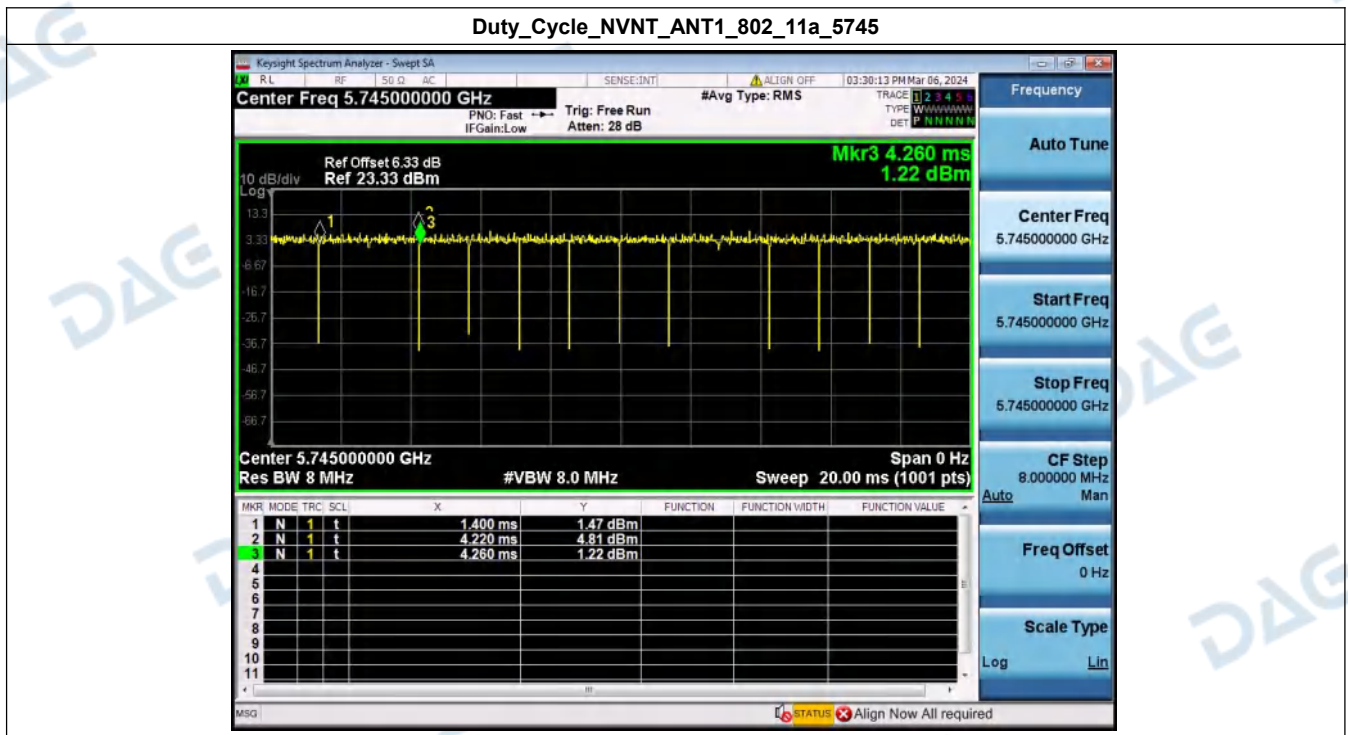 Duty_Cycle_NVNT_ANT1_802_11a_5745
Keysight Spectrum Analyzer - Swept SA
RL RF 50 Ω AC SENSE:INT ALIGN OFF 03:30:13 PM Mar 06, 2024
Center Freq 5.745000000 GHz
PNO: Fast
IFGain:Low
Trig: Free Run
Atten: 28 dB
#Avg Type: RMS
TRACE 1 2 3 4 5 6
TYPE WWWWWW
DET P N N N N N
Frequency
Auto Tune
Center Freq
5.745000000 GHz
Start Freq
5.745000000 GHz
Stop Freq
5.745000000 GHz
CF Step
8.000000 MHz
Auto Man
Freq Offset
0 Hz
Scale Type
Log Lin
Mkr3 4.260 ms
1.22 dBm
Ref Offset 6.33 dB
10 dB/div Ref 23.33 dBm
Log
13.3
3.33
-6.67
-16.7
-26.7
-36.7
-46.7
-56.7
-66.7
1
2
3
Center 5.745000000 GHz Span 0 Hz
Res BW 8 MHz #VBW 8.0 MHz Sweep 20.00 ms (1001 pts)
MKR MODE TRC SCL X Y FUNCTION FUNCTION WIDTH FUNCTION VALUE
1 N 1 t 1.400 ms 1.47 dBm
2 N 1 t 4.220 ms 4.81 dBm
3 N 1 t 4.260 ms 1.22 dBm
4
5
6
7
8
9
10
11
MSG STATUS Align Now All required
DAG
DAG
DAG